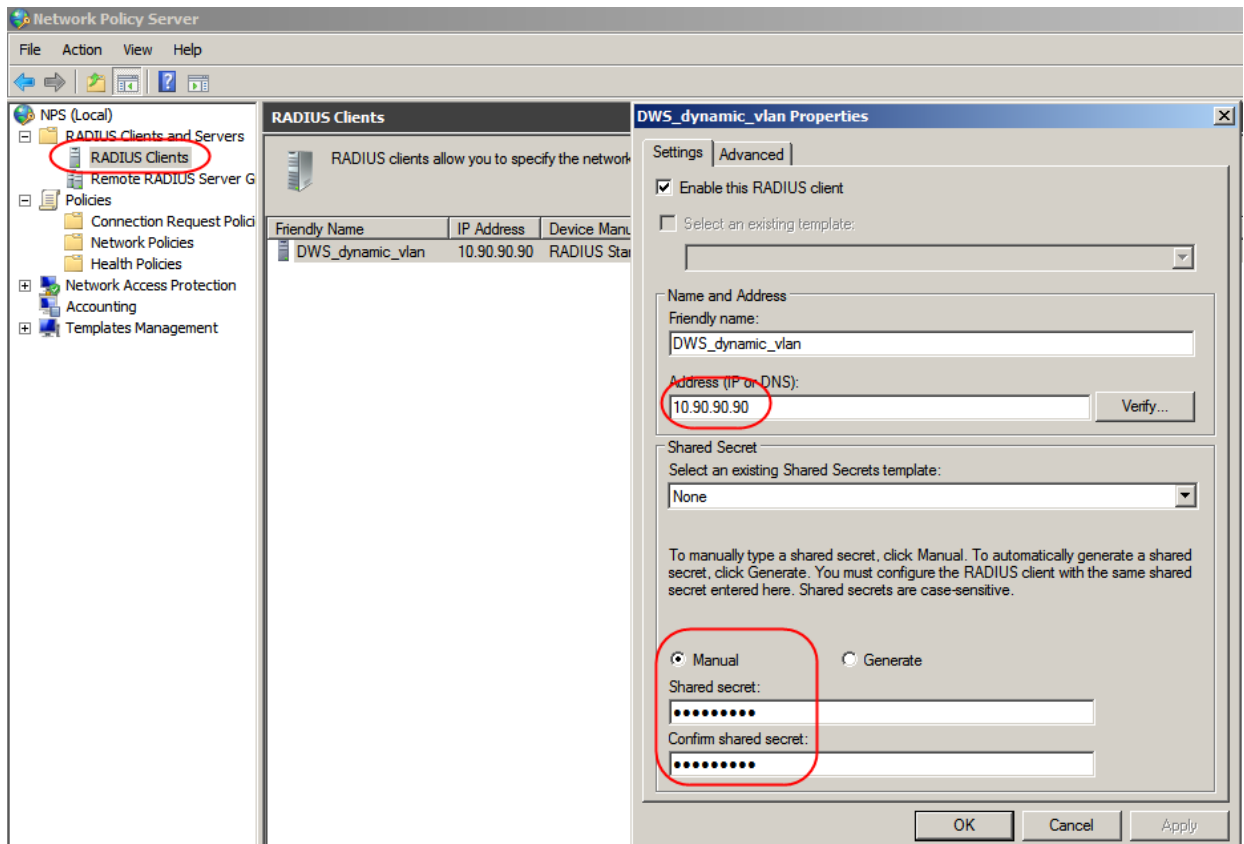 Network Policy Server
File Action View Help
NPS (Local)
RADIUS Clients and Servers
RADIUS Clients
Remote RADIUS Server G
Policies
Connection Request Polici
Network Policies
Health Policies
Network Access Protection
Accounting
Templates Management
RADIUS Clients
RADIUS clients allow you to specify the network
Friendly Name IP Address Device Manu
DWS_dynamic_vlan 10.90.90.90 RADIUS Star
DWS_dynamic_vlan Properties
Settings Advanced
Enable this RADIUS client
Select an existing template:
Name and Address
Friendly name:
DWS_dynamic_vlan
Address (IP or DNS):
10.90.90.90
Verify...
Shared Secret
Select an existing Shared Secrets template:
None
To manually type a shared secret, click Manual. To automatically generate a shared
secret, click Generate. You must configure the RADIUS client with the same shared
secret entered here. Shared secrets are case-sensitive.
Manual Generate
Shared secret:
•••••••••
Confirm shared secret:
•••••••••
OK Cancel Apply